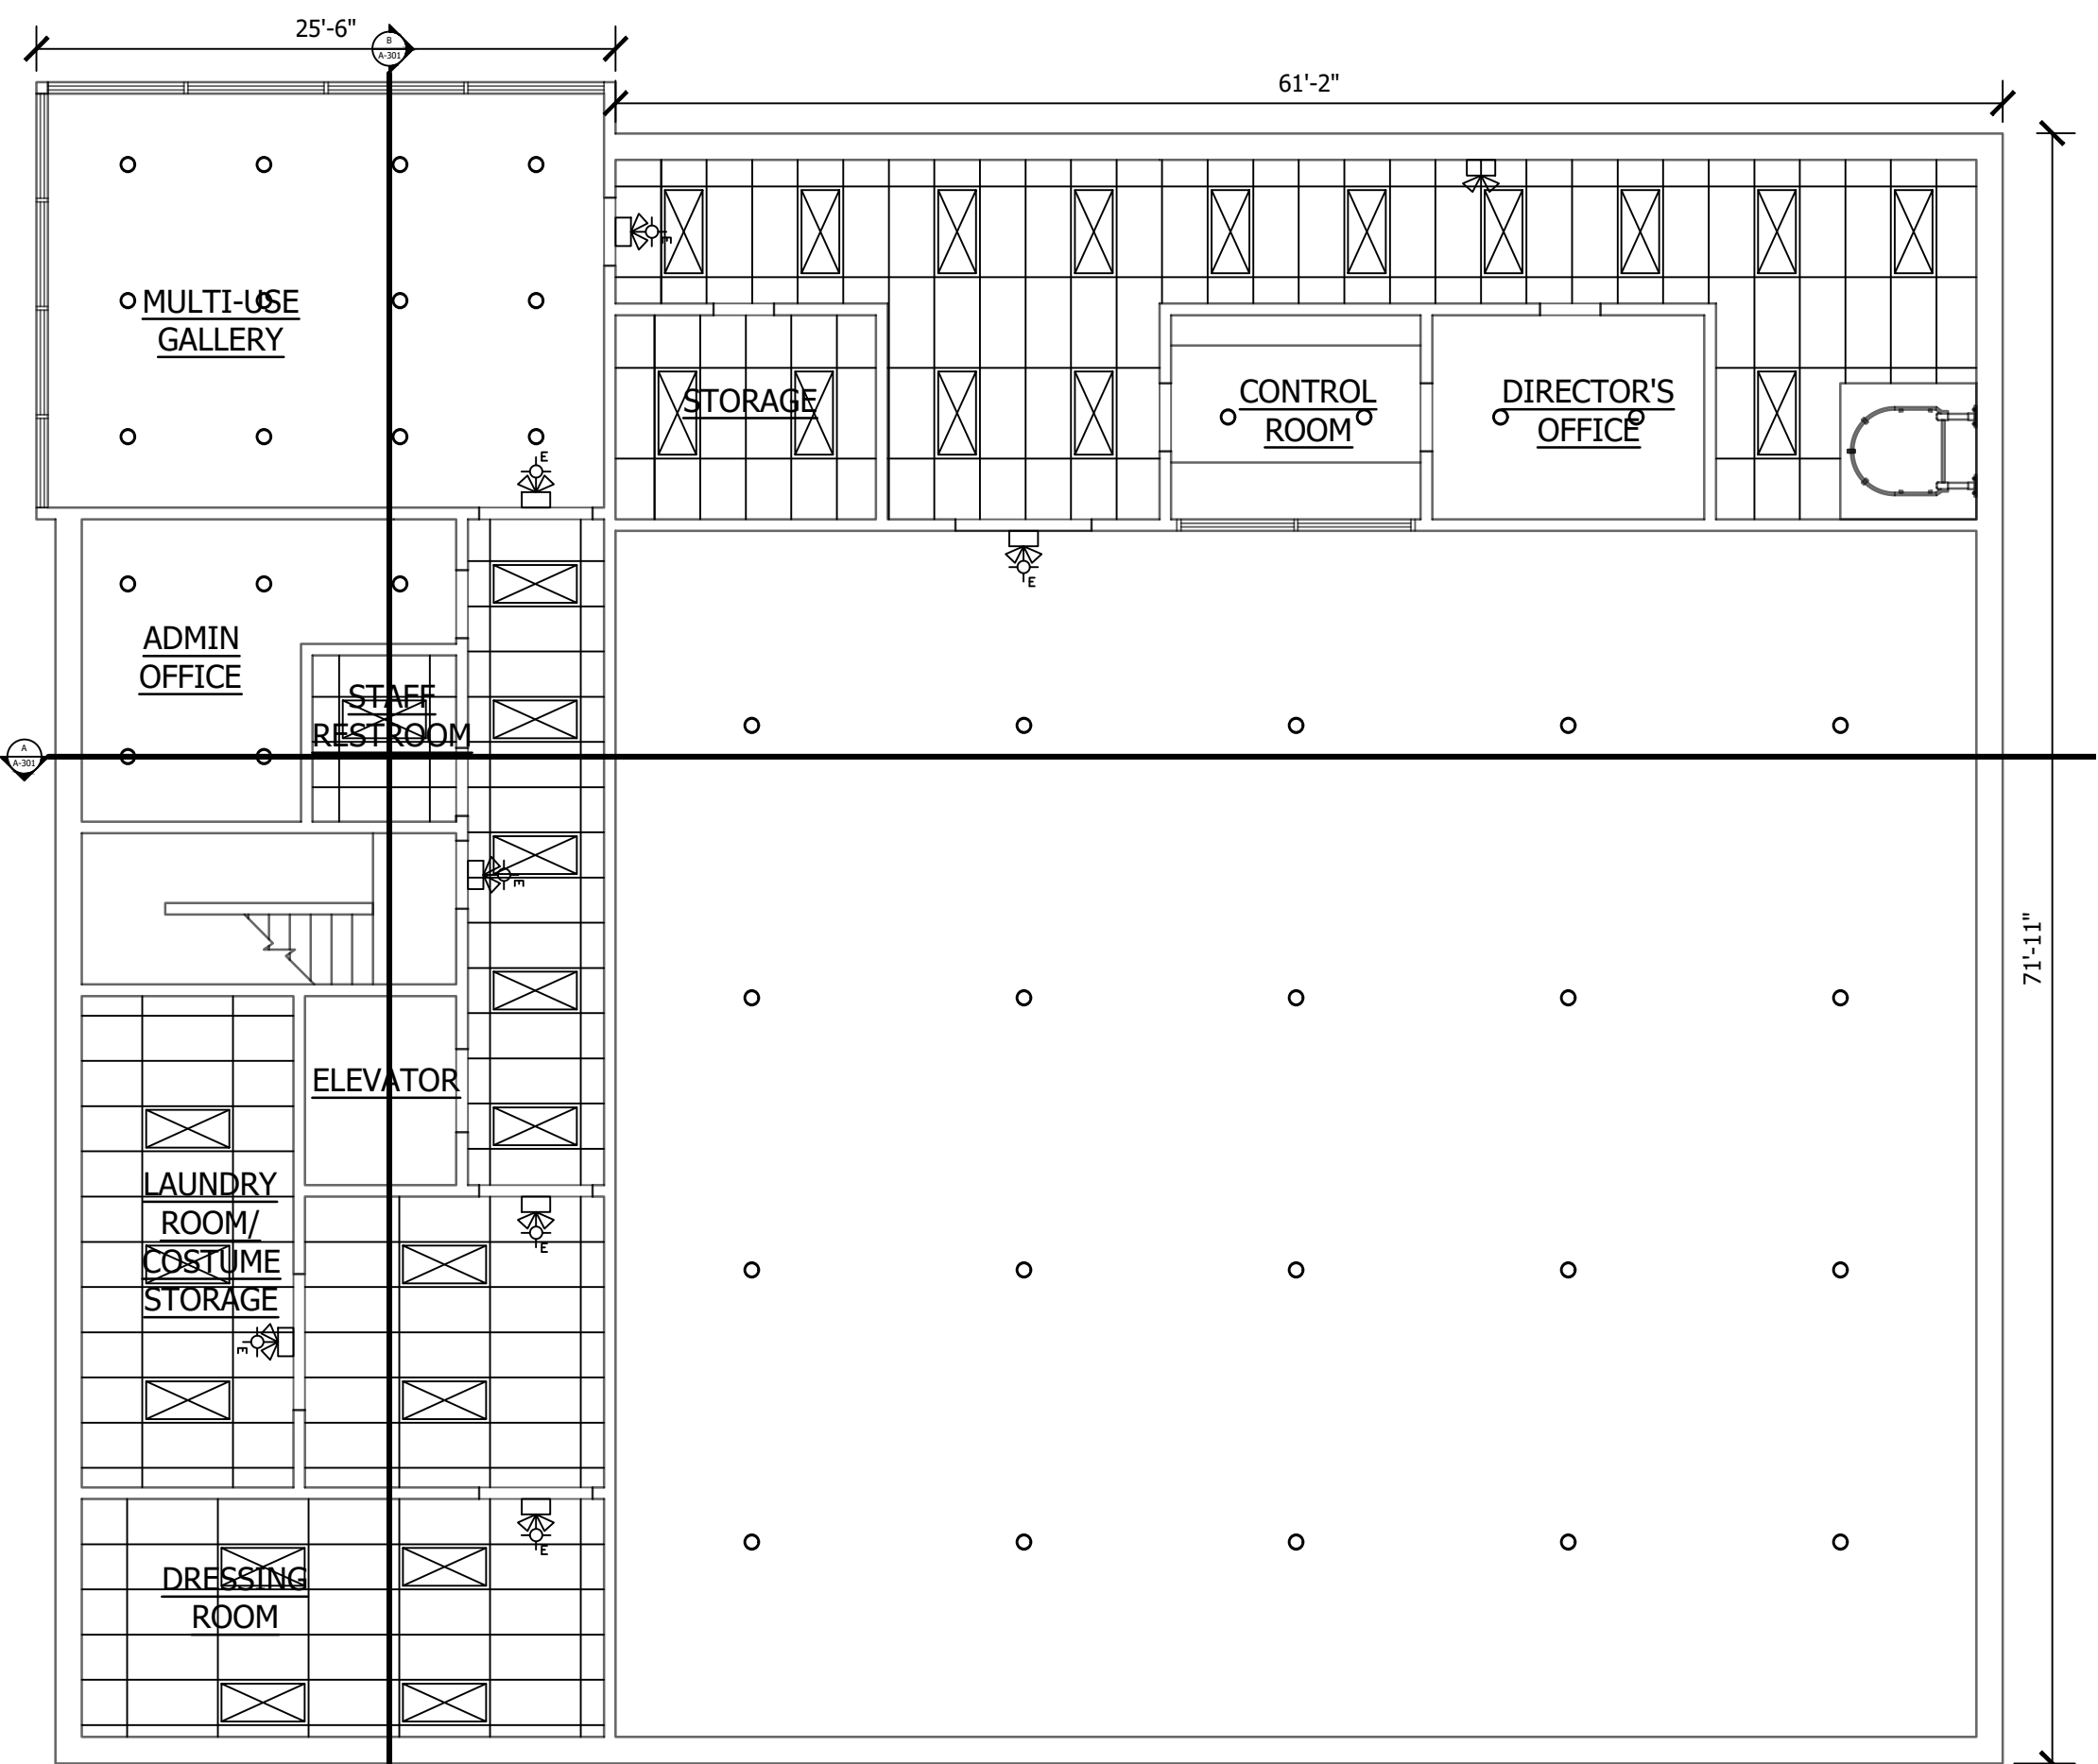 25'-6"
B
A-301
61'-2"
E
MULTI-USE
GALLERY
STORAGE
CONTROL
ROOM
DIRECTOR'S
OFFICE
E
E
ADMIN
OFFICE
STAFF
RESTROOM
A
A-301
E
71'-11"
ELEVATOR
LAUNDRY
ROOM/
COSTUME
STORAGE
E
E
E
DRESSING
ROOM